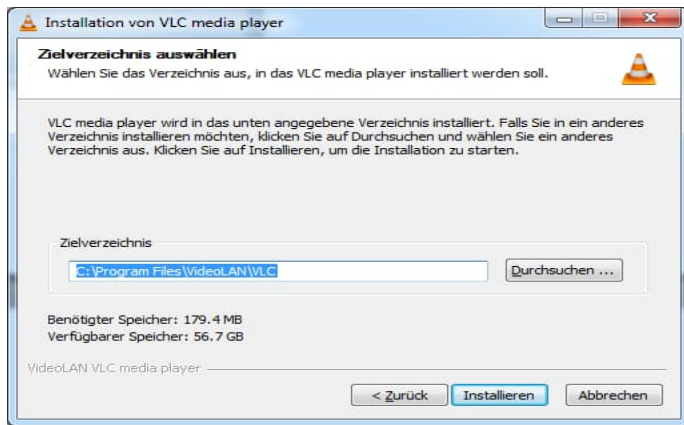 Installation von VLC media player
Zielverzeichnis auswählen
Wählen Sie das Verzeichnis aus, in das VLC media player installiert werden soll.
VLC media player wird in das unten angegebene Verzeichnis installiert. Falls Sie in ein anderes
Verzeichnis installieren möchten, klicken Sie auf Durchsuchen und wählen Sie ein anderes
Verzeichnis aus. Klicken Sie auf Installieren, um die Installation zu starten.
Zielverzeichnis
C:\Program Files\VideoLAN\VLC
Durchsuchen ...
Benötigter Speicher: 179.4 MB
Verfügbarer Speicher: 56.7 GB
VideoLAN VLC media player
< Zurück
Installieren
Abbrechen